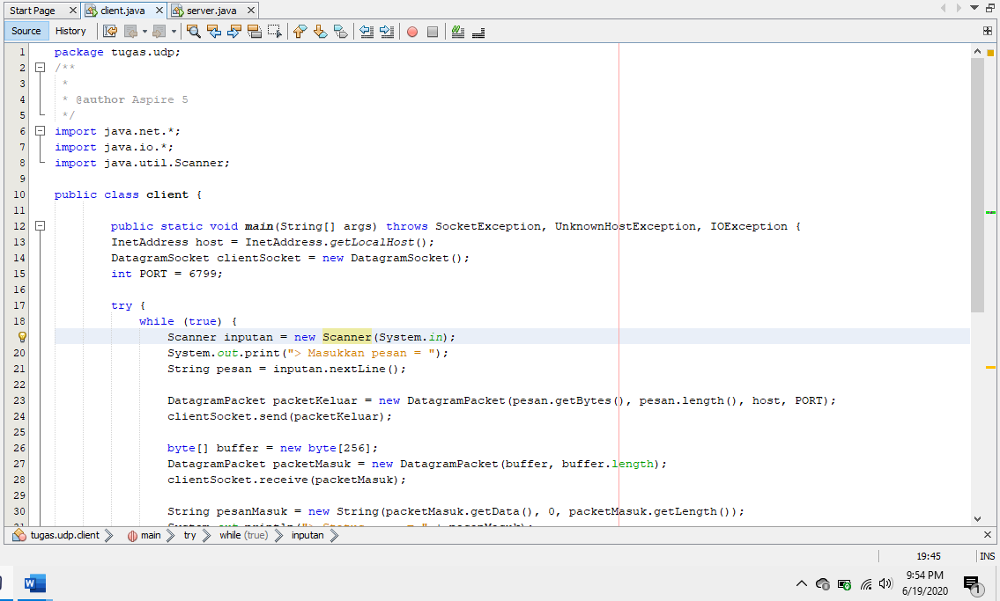 Start Page
client.java
server.java
Source History
1 package tugas.udp;
2 /**
3 *
4 * @author Aspire 5
5 */
6 import java.net.*;
7 import java.io.*;
8 import java.util.Scanner;
9
10 public class client {
11
12 public static void main(String[] args) throws SocketException, UnknownHostException, IOException {
13 InetAddress host = InetAddress.getLocalHost();
14 DatagramSocket clientSocket = new DatagramSocket();
15 int PORT = 6799;
16
17 try {
18 while (true) {
Scanner inputan = new Scanner(System.in);
20 System.out.print("> Masukkan pesan = ");
21 String pesan = inputan.nextLine();
22
23 DatagramPacket packetKeluar = new DatagramPacket(pesan.getBytes(), pesan.length(), host, PORT);
24 clientSocket.send(packetKeluar);
25
26 byte[] buffer = new byte[256];
27 DatagramPacket packetMasuk = new DatagramPacket(buffer, buffer.length);
28 clientSocket.receive(packetMasuk);
29
30 String pesanMasuk = new String(packetMasuk.getData(), 0, packetMasuk.getLength());
tugas.udp.client main try while (true) inputan
19:45 INS
9:54 PM
6/19/2020
1